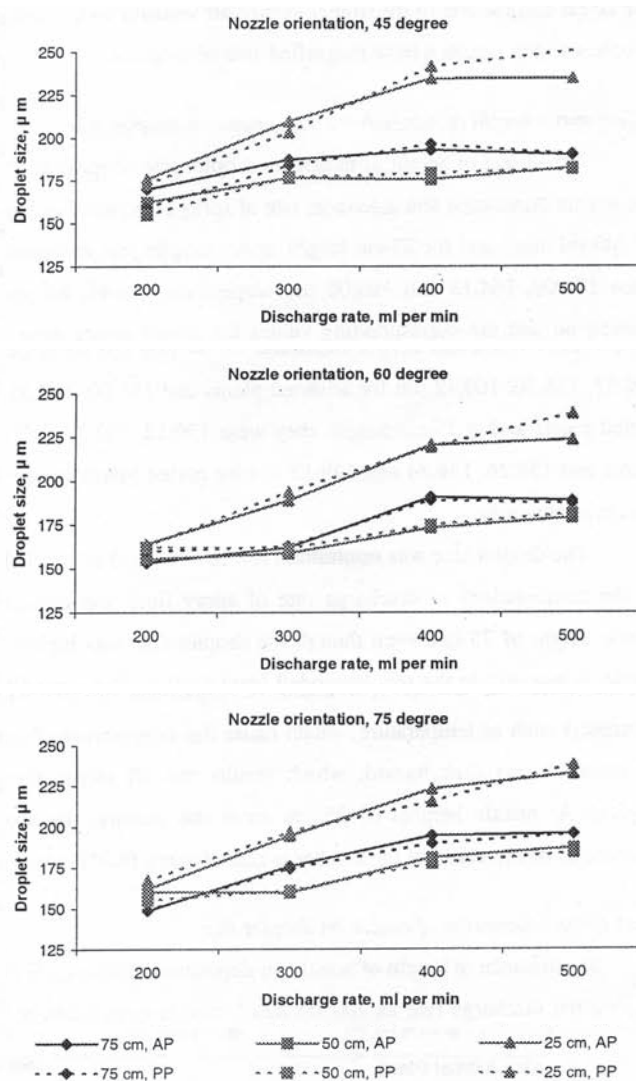 Nozzle orientation, 45 degree
250
225
200
175
150
125
Droplet size, µ m
200 300 400 500
Discharge rate, ml per min
Nozzle orientation, 60 degree
250
225
200
175
150
125
Droplet size, µ m
200 300 400 500
Discharge rate, ml per min
Nozzle orientation, 75 degree
250
225
200
175
150
125
Droplet size, µ m
200 300 400 500
Discharge rate, ml per min
75 cm, AP 50 cm, AP 25 cm, AP
75 cm, PP 50 cm, PP 25 cm, PP